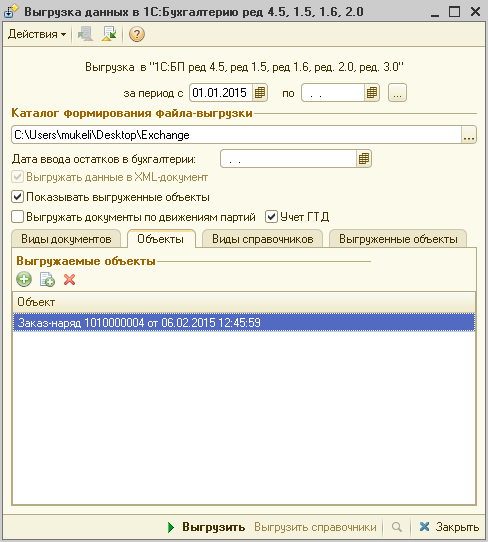 Выгрузка данных в 1С:Бухгалтерию ред 4.5, 1.5, 1.6, 2.0
Действия
Выгрузка в "1С:БП ред 4.5, ред 1.5, ред 1.6, ред. 2.0, ред. 3.0"
за период с 01.01.2015 по . .
Каталог формирования файла-выгрузки
C:\Users\mukeli\Desktop\Exchange
Дата ввода остатков в бухгалтерии: . .
Выгружать данные в XML-документ
Показывать выгруженные объекты
Выгружать документы по движениям партий Учет ГТД
Виды документов Объекты Виды справочников Выгруженные объекты
Выгружаемые объекты
Объект
Заказ-наряд 1010000004 от 06.02.2015 12:45:59
Выгрузить Выгрузить справочники Закрыть